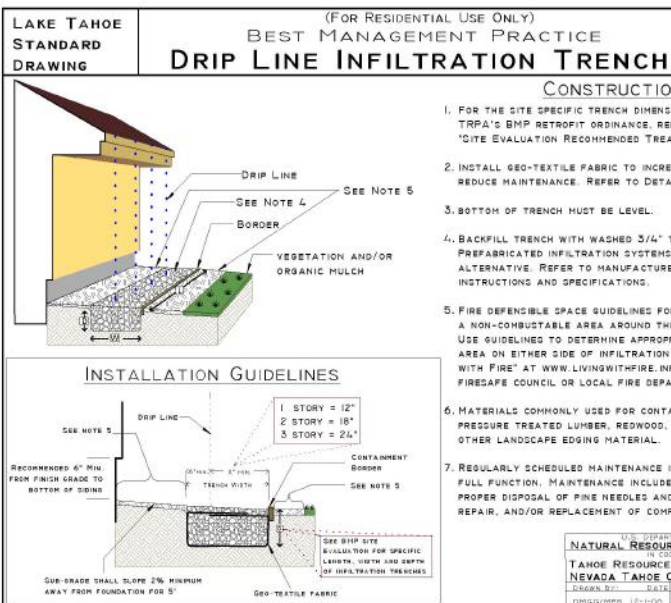 LAKE TAHOE
STANDARD
DRAWING
(FOR RESIDENTIAL USE ONLY)
BEST MANAGEMENT PRACTICE
DRIP LINE INFILTRATION TRENCH
DRIP LINE
SEE NOTE 5
SEE NOTE 4
BORDER
VEGETATION AND/OR
ORGANIC MULCH
INSTALLATION GUIDELINES
1 STORY = 12"
2 STORY = 18"
3 STORY = 24"
DRIP LINE
SEE NOTE 5
CONTAINMENT
BORDER
RECOMMENDED 6" MIN.
FROM FINISH GRADE TO
BOTTOM OF SIDING
6" MIN.
TRENCH WIDTH
SEE NOTE 5
SEE BMP SITE
EVALUATION FOR SPECIFIC
LENGTH, WIDTH AND DEPTH
OF INFILTRATION TRENCHES
SUB-GRADE SHALL SLOPE 2% MINIMUM
AWAY FROM FOUNDATION FOR 5'
GEO-TEXTILE FABRIC
CONSTRUCTIO
1. FOR THE SITE SPECIFIC TRENCH DIMENS
TRPA'S BMP RETROFIT ORDINANCE, RE
"SITE EVALUATION RECOMMENDED TREA
2. INSTALL GEO-TEXTILE FABRIC TO INCRE
REDUCE MAINTENANCE. REFER TO DETA
3. BOTTOM OF TRENCH MUST BE LEVEL.
4. BACKFILL TRENCH WITH WASHED 3/4" T
PREFABRICATED INFILTRATION SYSTEMS
ALTERNATIVE. REFER TO MANUFACTURE
INSTRUCTIONS AND SPECIFICATIONS.
5. FIRE DEFENSIBLE SPACE GUIDELINES FO
A NON-COMBUSTABLE AREA AROUND TH
USE GUIDELINES TO DETERMINE APPROP
AREA ON EITHER SIDE OF INFILTRATION
WITH FIRE" AT WWW.LIVINGWITHFIRE.IN
FIRESAFE COUNCIL OR LOCAL FIRE DEPA
6. MATERIALS COMMONLY USED FOR CONTA
PRESSURE TREATED LUMBER, REDWOOD,
OTHER LANDSCAPE EDGING MATERIAL.
7. REGULARLY SCHEDULED MAINTENANCE I
FULL FUNCTION. MAINTENANCE INCLUDE
PROPER DISPOSAL OF PINE NEEDLES AND
REPAIR, AND/OR REPLACEMENT OF COMP
U.S. DEPAR
NATURAL RESOUR
IN CO
TAHOE RESOURCE
NEVADA TAHOE
DRAWN BY: DATE